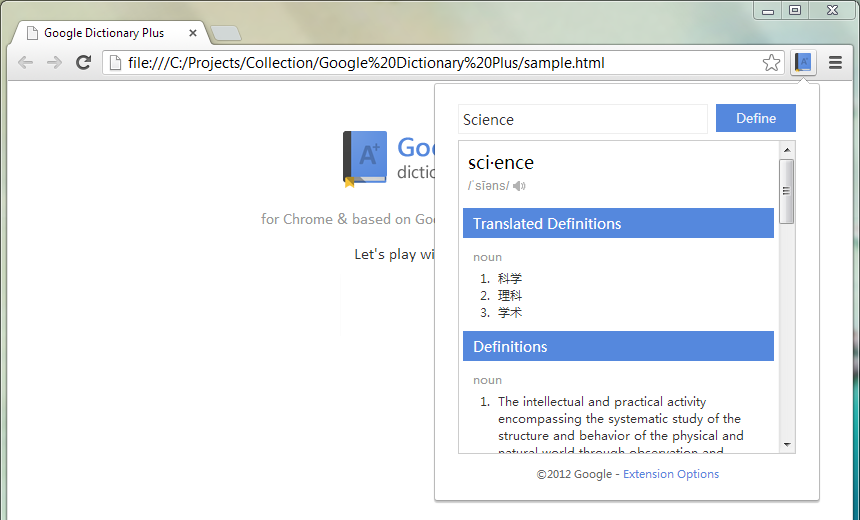 Google Dictionary Plus
file:///C:/Projects/Collection/Google%20Dictionary%20Plus/sample.html
Science
Define
sci·ence
/ˈsīəns/
Translated Definitions
noun
1. 科学
2. 理科
3. 学术
Definitions
noun
1. The intellectual and practical activity
encompassing the systematic study of the
structure and behavior of the physical and
natural world through observation and
©2012 Google - Extension Options
A+
Goo
dictio
for Chrome & based on Goo
Let's play wi